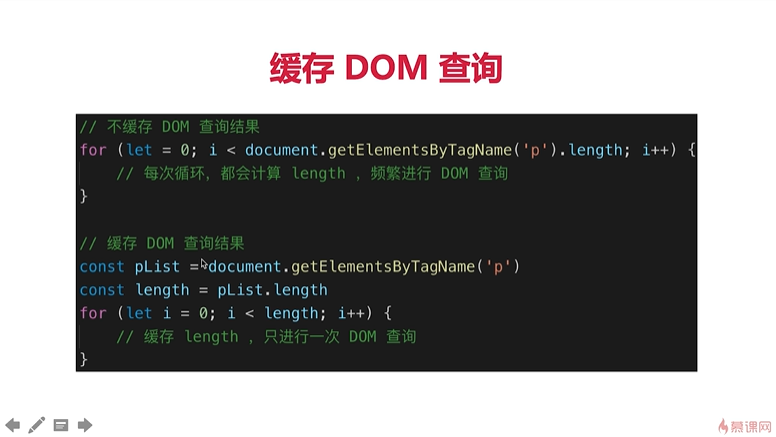 缓存 DOM 查询
// 不缓存 DOM 查询结果
for (let = 0; i < document.getElementsByTagName('p').length; i++) {
// 每次循环，都会计算 length ，频繁进行 DOM 查询
}
// 缓存 DOM 查询结果
const pList = document.getElementsByTagName('p')
const length = pList.length
for (let i = 0; i < length; i++) {
// 缓存 length ，只进行一次 DOM 查询
}
慕课网